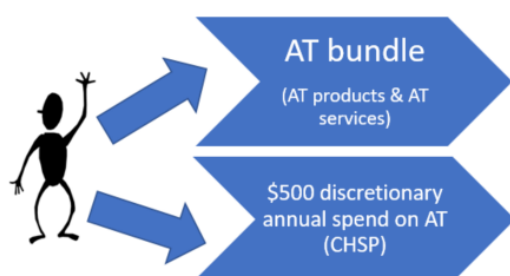 AT bundle
(AT products & AT
services)
$500 discretionary
annual spend on AT
(CHSP)